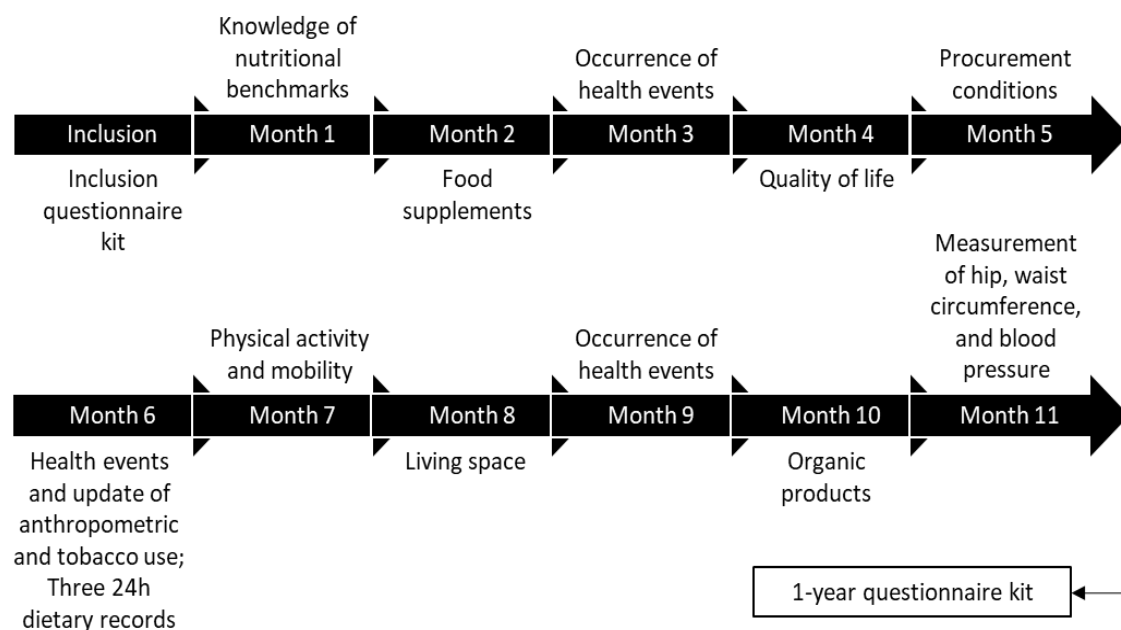 Knowledge of
nutritional
benchmarks
Occurrence of
health events
Procurement
conditions
Inclusion
Month 1
Month 2
Month 3
Month 4
Month 5
Inclusion
questionnaire
kit
Food
supplements
Quality of life
Physical activity
and mobility
Occurrence of
health events
Measurement
of hip, waist
circumference,
and blood
pressure
Month 6
Month 7
Month 8
Month 9
Month 10
Month 11
Health events
and update of
anthropometric
and tobacco use;
Three 24h
dietary records
Living space
Organic
products
1-year questionnaire kit